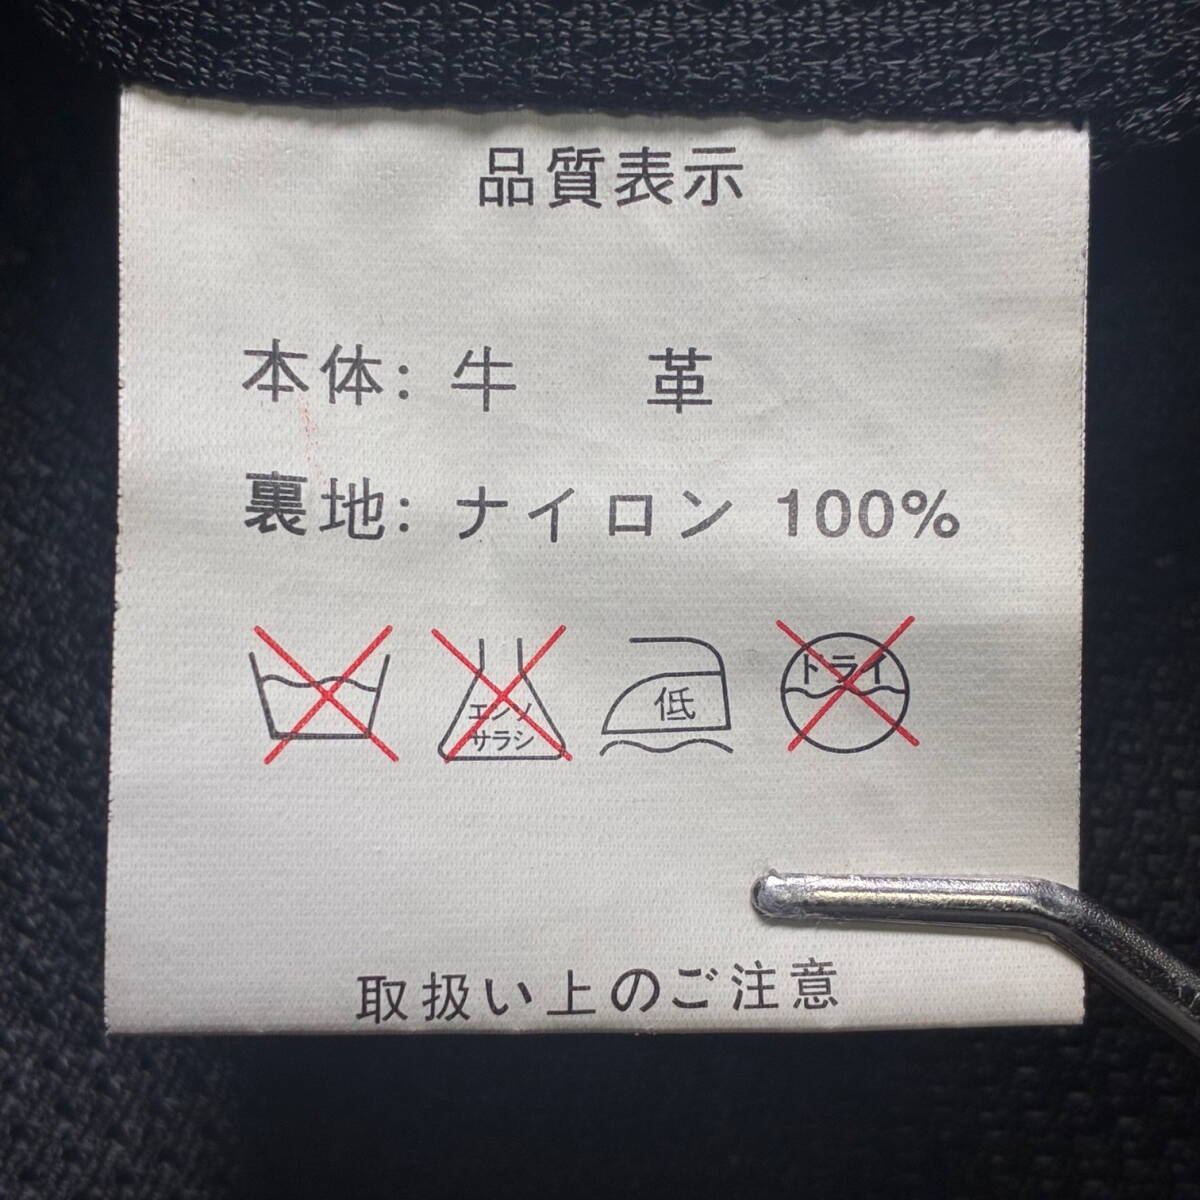 品質表示
本体: 牛 革
裏地: ナイロン 100%
エンソ
サラシ
低
ドライ
取扱い上のご注意